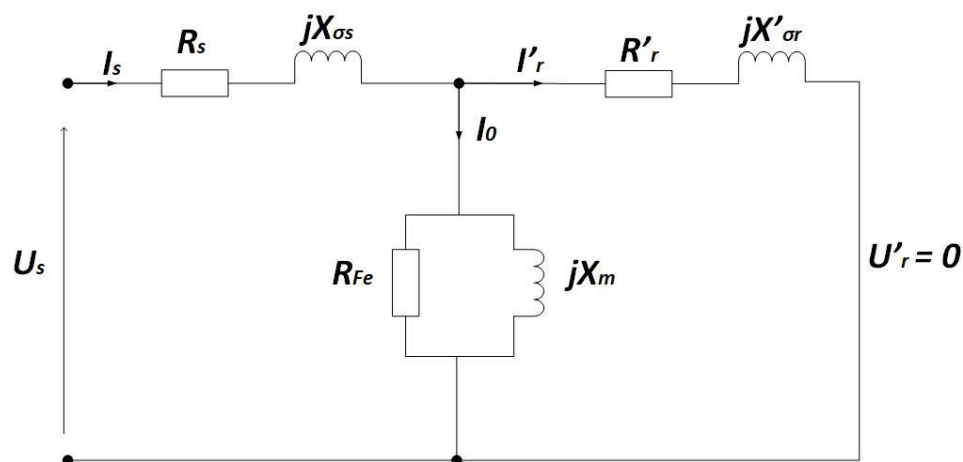 Rs
jXσs
Is
I'r
R'r
jX'σr
I0
Us
RFe
jXm
U'r = 0